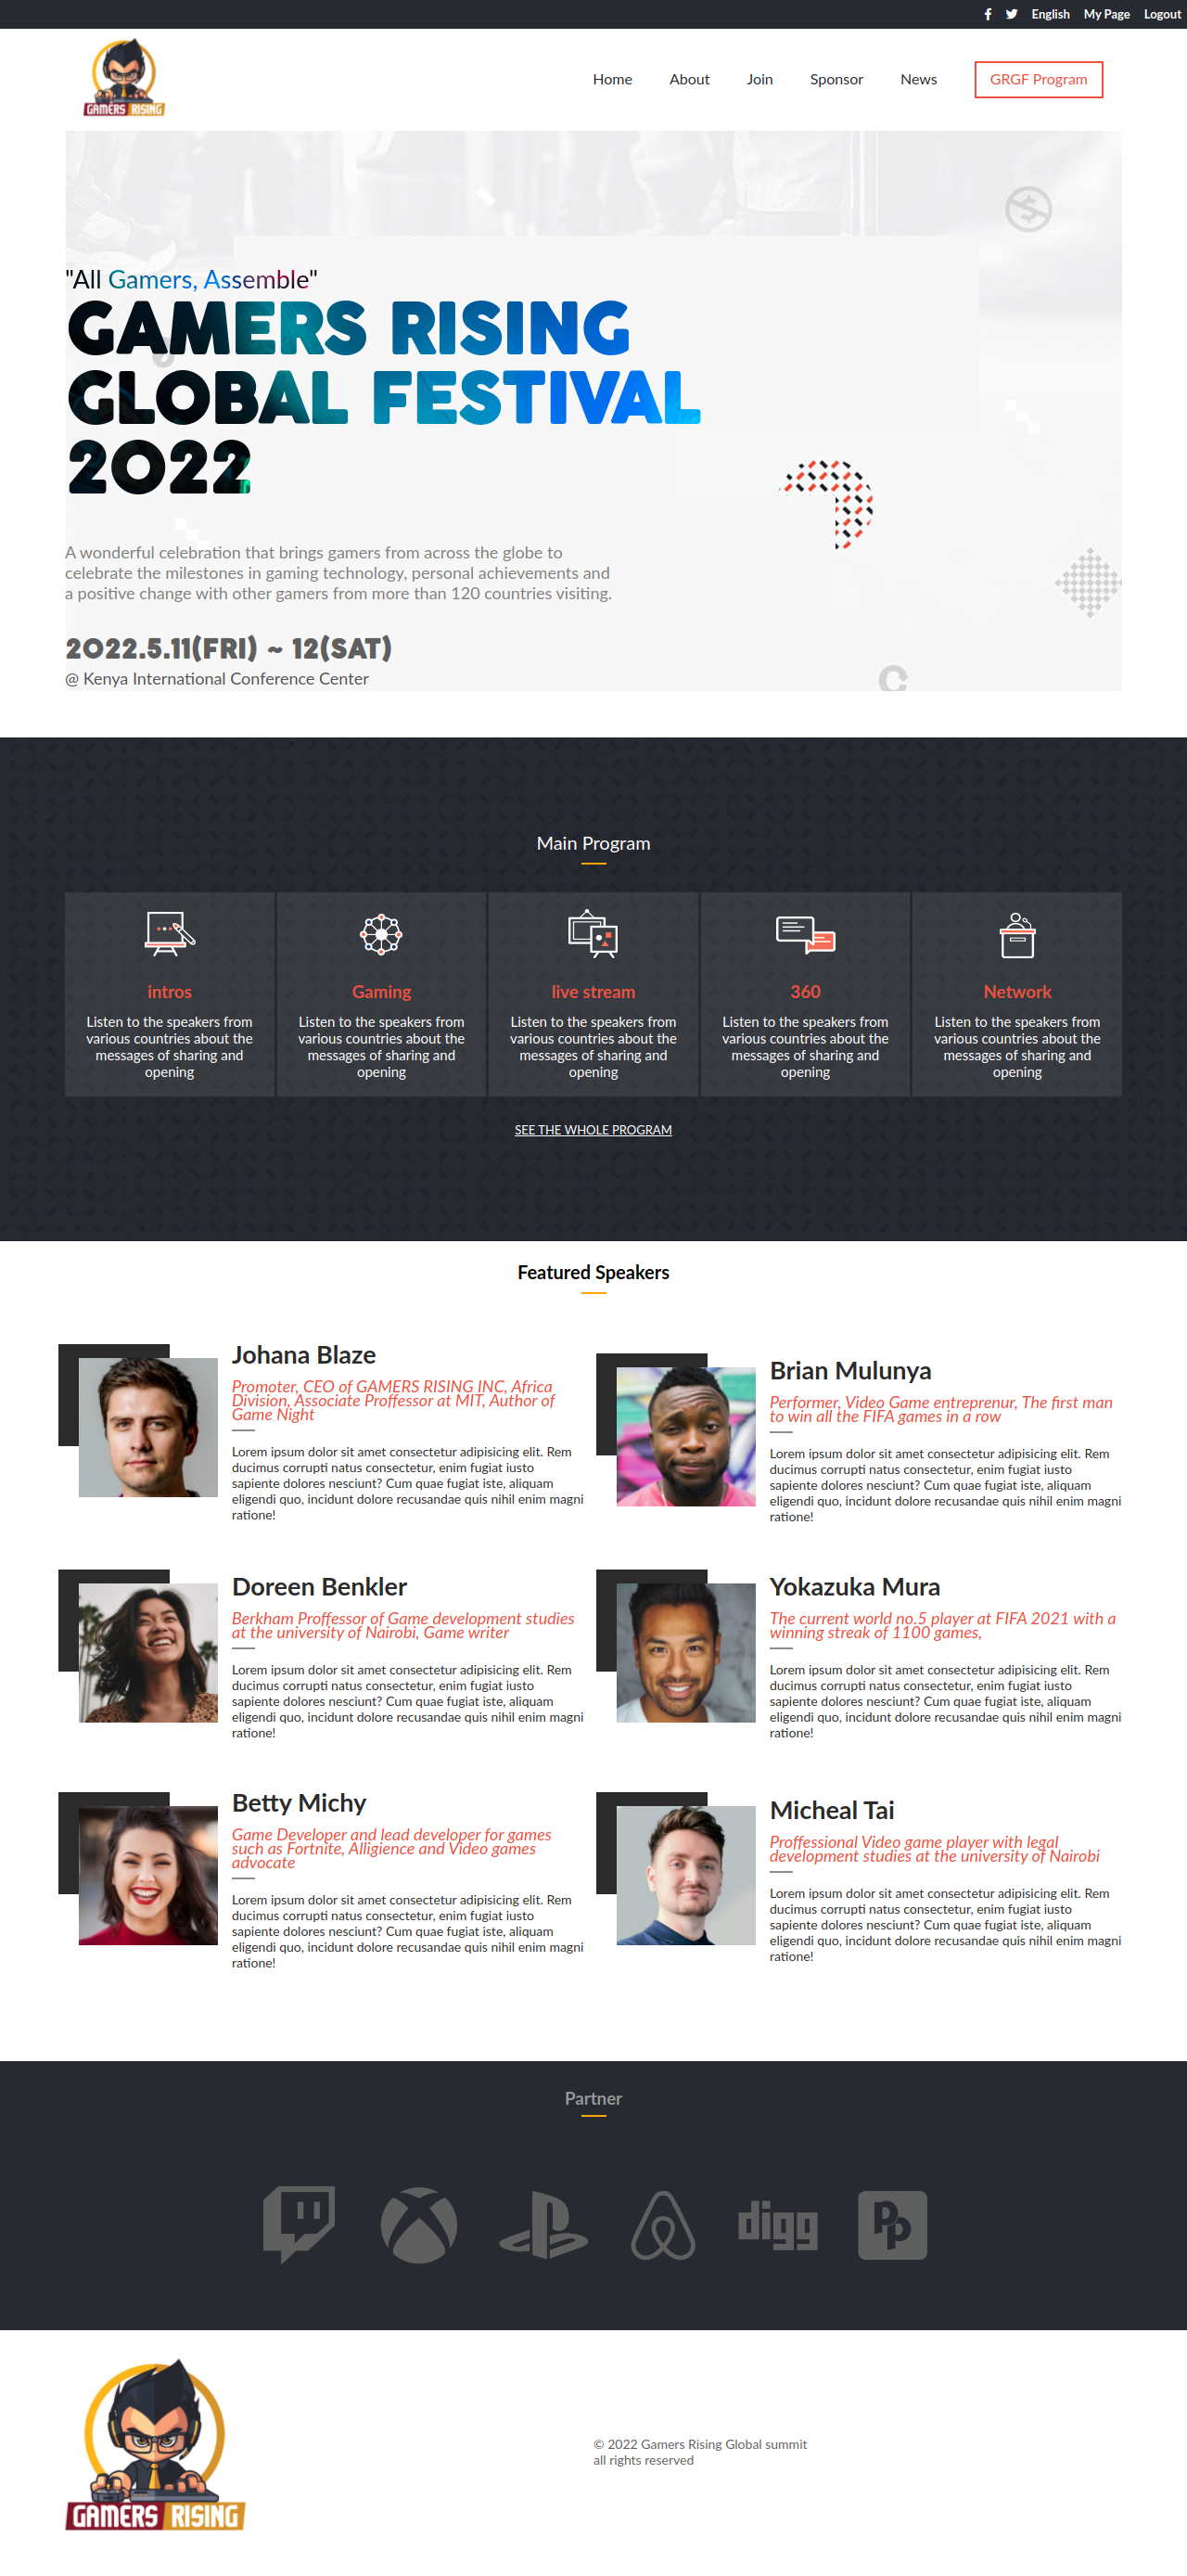 English My Page Logout
GAMERS RISING
Home About Join Sponsor News GRGF Program
"All Gamers, Assemble"
GAMERS RISING
GLOBAL FESTIVAL
2022
A wonderful celebration that brings gamers from across the globe to
celebrate the milestones in gaming technology, personal achievements and
a positive change with other gamers from more than 120 countries visiting.
2022.5.11(FRI) ~ 12(SAT)
@ Kenya International Conference Center
Main Program
intros
Listen to the speakers from
various countries about the
messages of sharing and
opening
Gaming
Listen to the speakers from
various countries about the
messages of sharing and
opening
live stream
Listen to the speakers from
various countries about the
messages of sharing and
opening
360
Listen to the speakers from
various countries about the
messages of sharing and
opening
Network
Listen to the speakers from
various countries about the
messages of sharing and
opening
SEE THE WHOLE PROGRAM
Featured Speakers
Johana Blaze
Promoter, CEO of GAMERS RISING INC, Africa
Division, Associate Proffessor at MIT, Author of
Game Night
Lorem ipsum dolor sit amet consectetur adipisicing elit. Rem
ducimus corrupti natus consectetur, enim fugiat iusto
sapiente dolores nesciunt? Cum quae fugiat iste, aliquam
eligendi quo, incidunt dolore recusandae quis nihil enim magni
ratione!
Brian Mulunya
Performer, Video Game entreprenur, The first man
to win all the FIFA games in a row
Lorem ipsum dolor sit amet consectetur adipisicing elit. Rem
ducimus corrupti natus consectetur, enim fugiat iusto
sapiente dolores nesciunt? Cum quae fugiat iste, aliquam
eligendi quo, incidunt dolore recusandae quis nihil enim magni
ratione!
Doreen Benkler
Berkham Proffessor of Game development studies
at the university of Nairobi, Game writer
Lorem ipsum dolor sit amet consectetur adipisicing elit. Rem
ducimus corrupti natus consectetur, enim fugiat iusto
sapiente dolores nesciunt? Cum quae fugiat iste, aliquam
eligendi quo, incidunt dolore recusandae quis nihil enim magni
ratione!
Yokazuka Mura
The current world no.5 player at FIFA 2021 with a
winning streak of 1100 games,
Lorem ipsum dolor sit amet consectetur adipisicing elit. Rem
ducimus corrupti natus consectetur, enim fugiat iusto
sapiente dolores nesciunt? Cum quae fugiat iste, aliquam
eligendi quo, incidunt dolore recusandae quis nihil enim magni
ratione!
Betty Michy
Game Developer and lead developer for games
such as Fortnite, Alligience and Video games
advocate
Lorem ipsum dolor sit amet consectetur adipisicing elit. Rem
ducimus corrupti natus consectetur, enim fugiat iusto
sapiente dolores nesciunt? Cum quae fugiat iste, aliquam
eligendi quo, incidunt dolore recusandae quis nihil enim magni
ratione!
Micheal Tai
Proffessional Video game player with legal
development studies at the university of Nairobi
Lorem ipsum dolor sit amet consectetur adipisicing elit. Rem
ducimus corrupti natus consectetur, enim fugiat iusto
sapiente dolores nesciunt? Cum quae fugiat iste, aliquam
eligendi quo, incidunt dolore recusandae quis nihil enim magni
ratione!
Partner
digg
GAMERS RISING
© 2022 Gamers Rising Global summit
all rights reserved